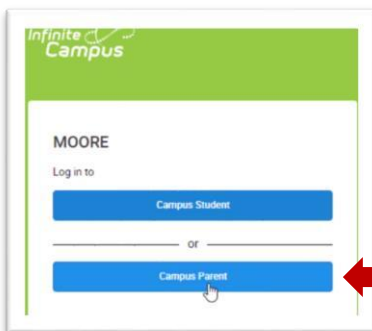 Infinite
Campus
MOORE
Log in to
Campus Student
or
Campus Parent